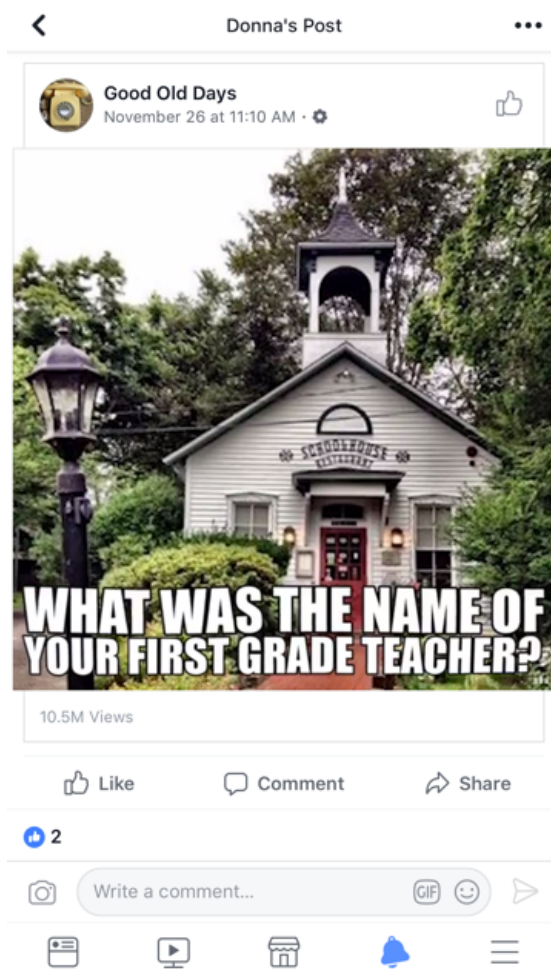 Donna's Post
Good Old Days
November 26 at 11:10 AM ·
SCHOOLHOUSE
RESTAURANT
WHAT WAS THE NAME OF
YOUR FIRST GRADE TEACHER?
10.5M Views
Like Comment Share
2
Write a comment... GIF